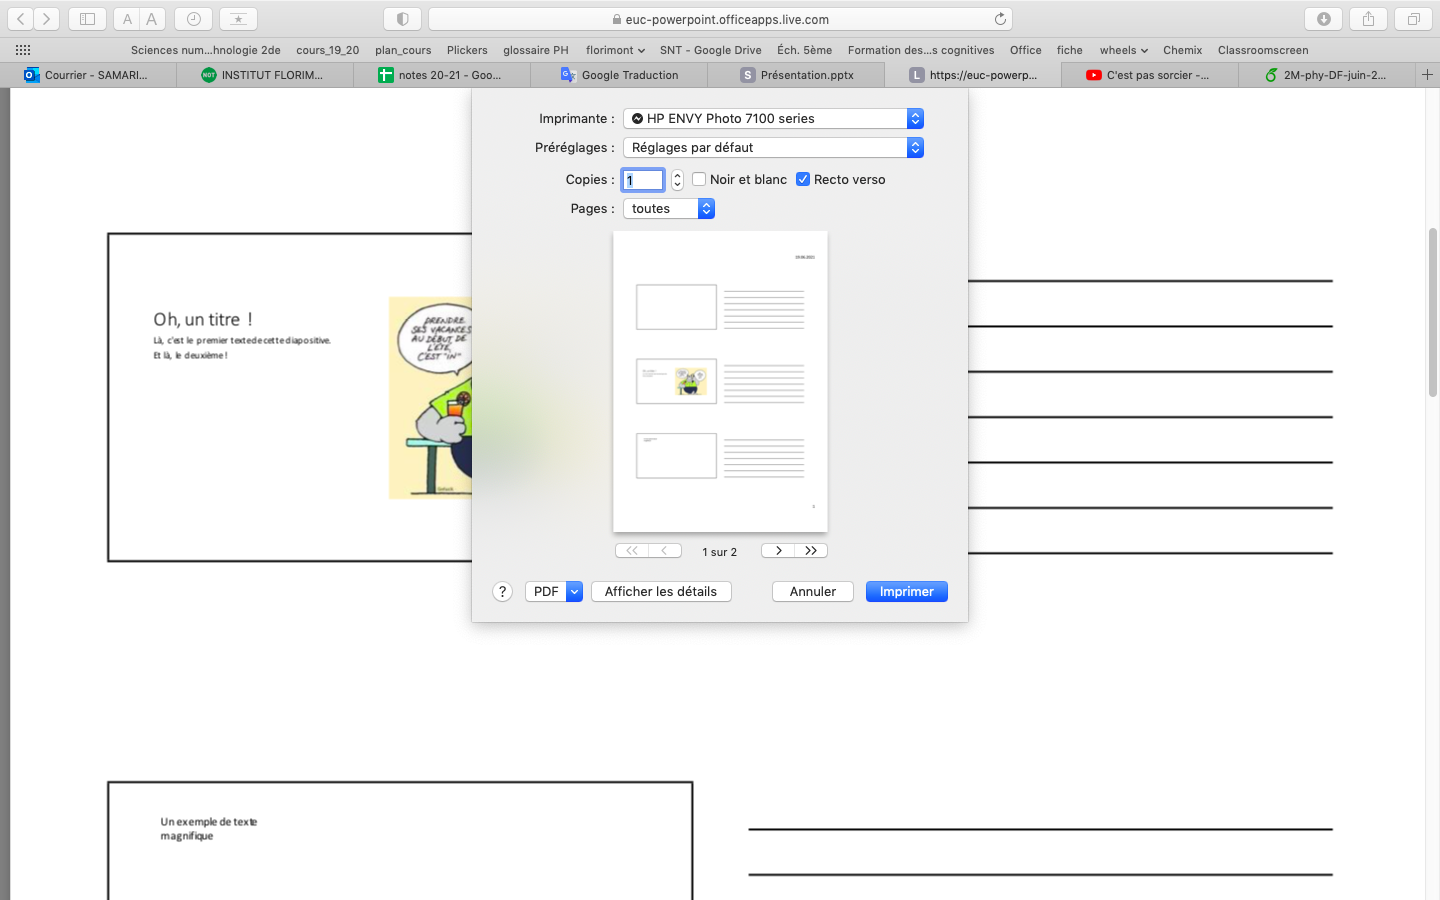 euc-powerpoint.officeapps.live.com
A A
Sciences num...hnologie 2de cours_19_20 plan_cours Plickers glossaire PH florimont SNT - Google Drive Éch. 5ème Formation des...s cognitives Office fiche wheels Chemix Classroomscreen
Courrier - SAMARI... INSTITUT FLORIM... notes 20-21 - Goo... Google Traduction S Présentation.pptx L https://euc-powerp... C'est pas sorcier -... 2M-phy-DF-juin-2...
Imprimante : HP ENVY Photo 7100 series
Préréglages : Réglages par défaut
Copies : 1 Noir et blanc Recto verso
Pages : toutes
1 sur 2
? PDF Afficher les détails Annuler Imprimer
Oh, un titre !
Là, c'est le premier texte de cette diapositive.
Et là, le deuxième !
PRENDRE
SES VACANCES
AU DÉBUT DE
L'ÉTÉ,
C'EST "IN"
Un exemple de texte
magnifique